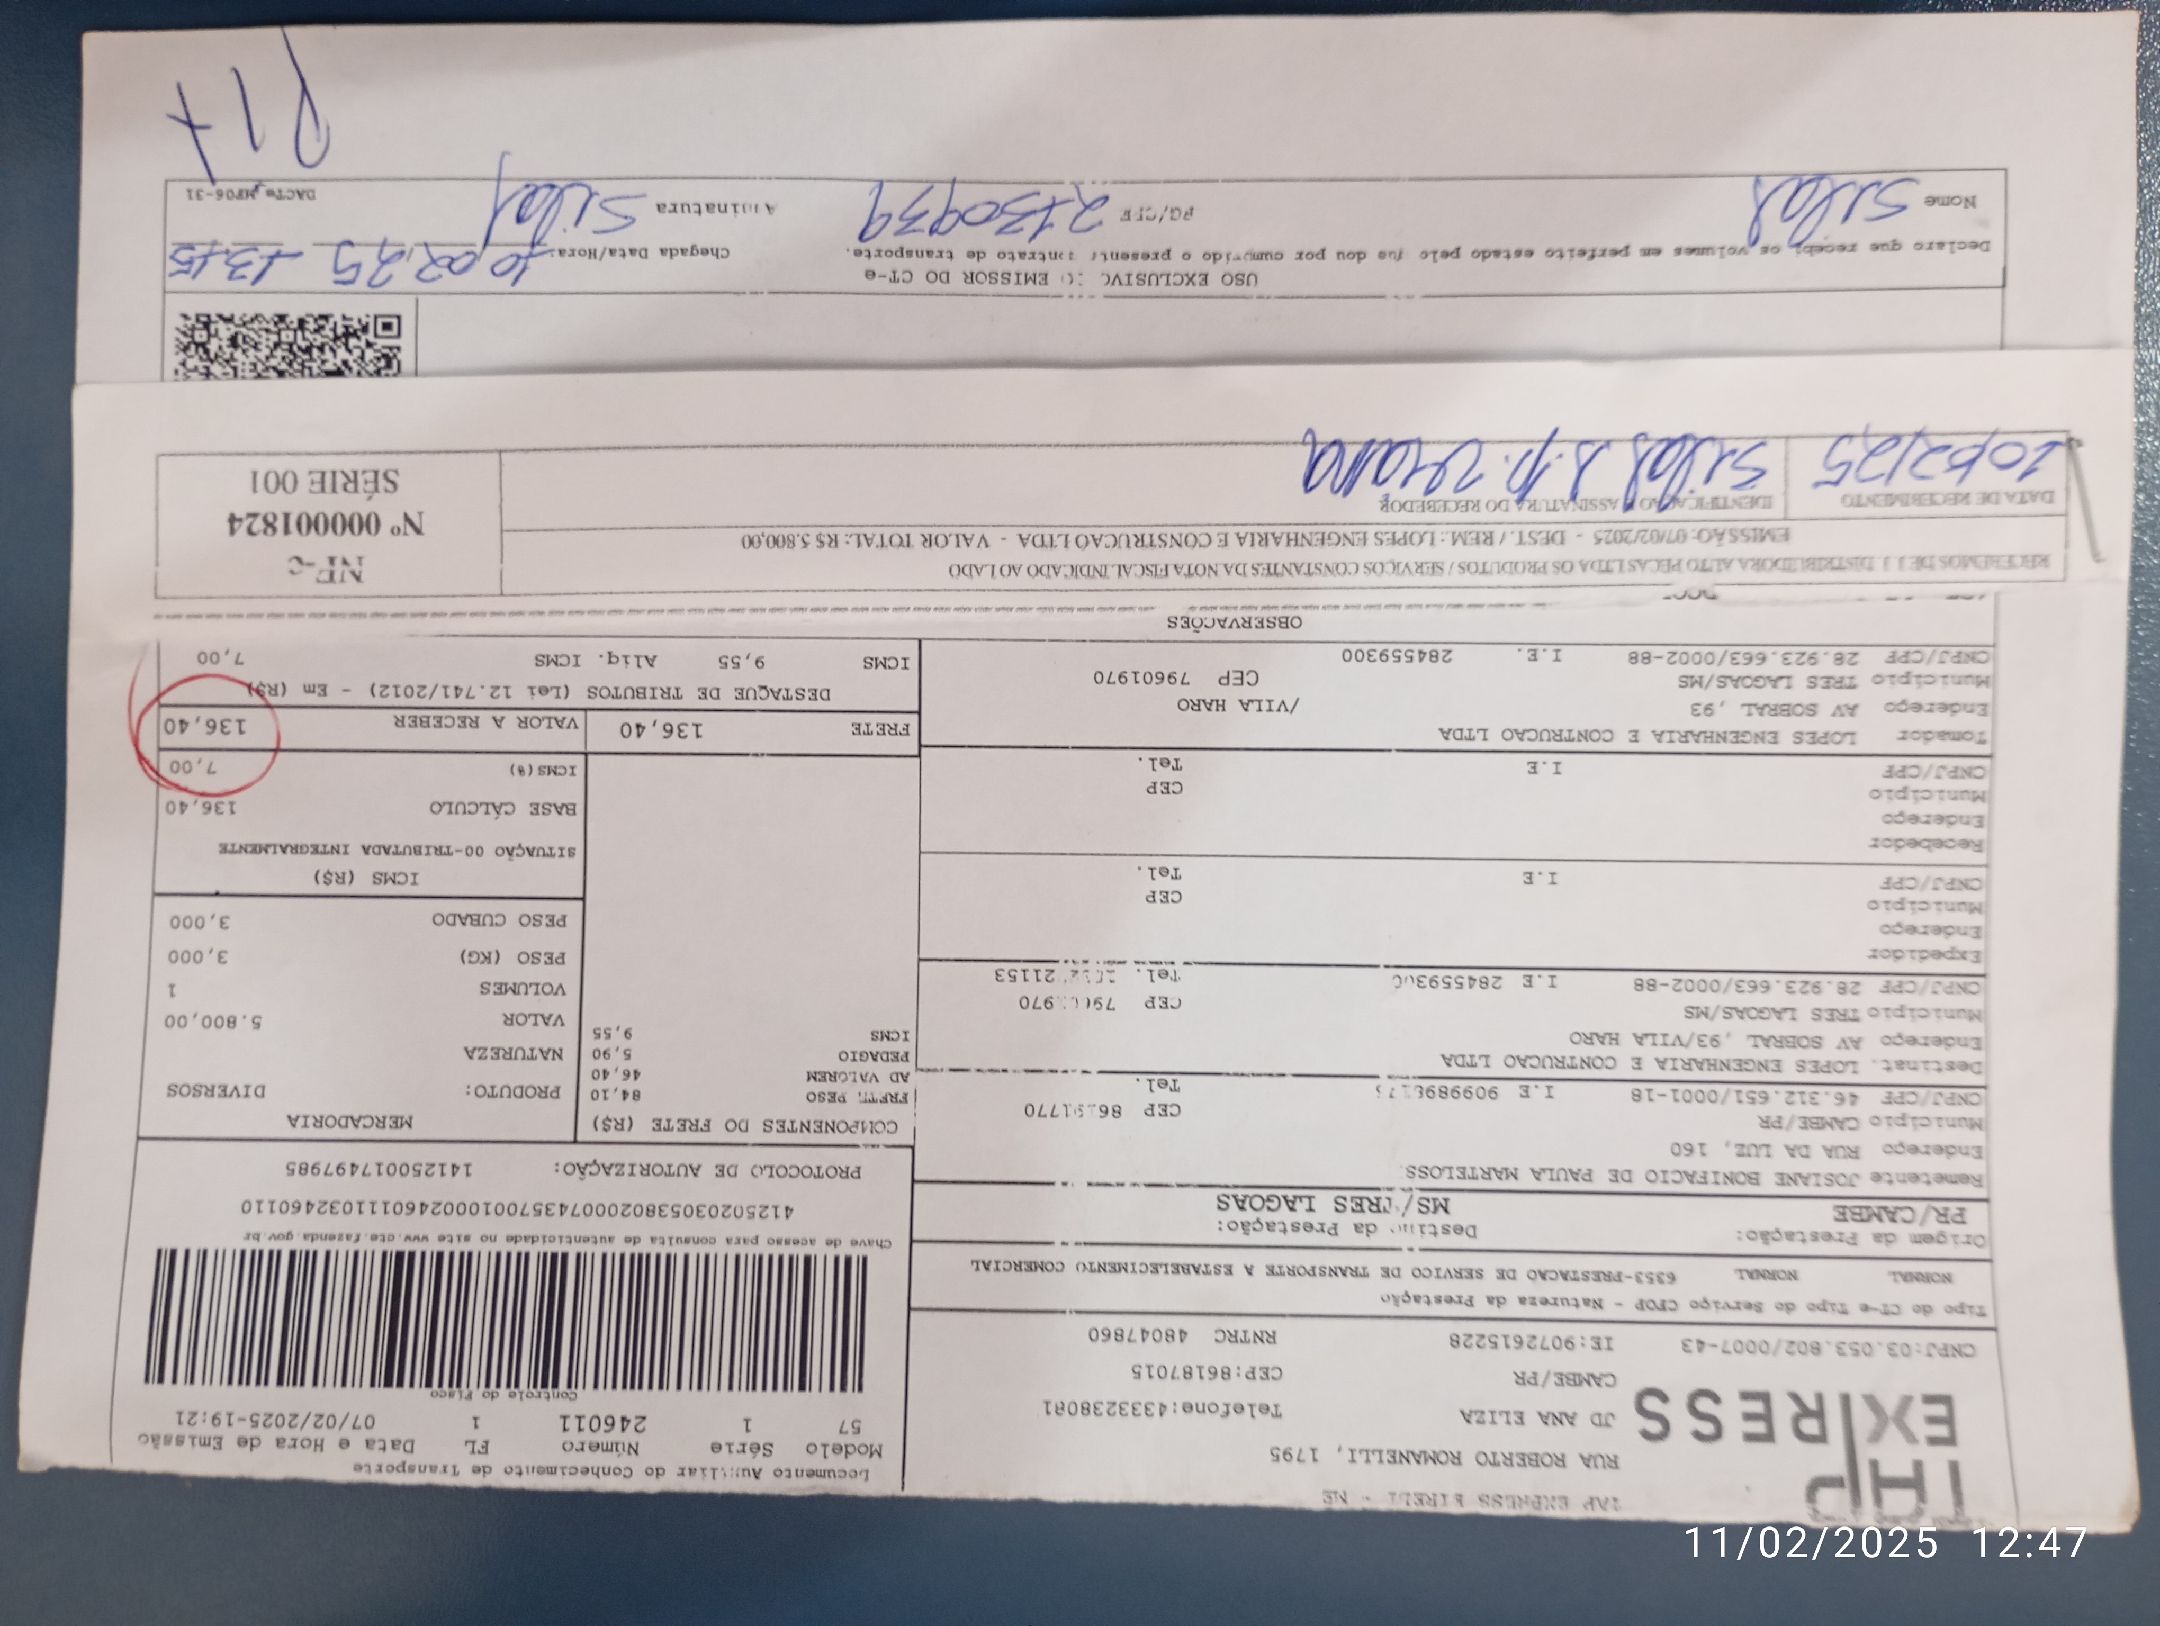 EXPRESS
TAP EXPRESS EIRELI - ME
RUA ROBERTO ROMANELLI, 1795
JD ANA ELIZA
Telefone:4333238081
CAMBE/PR
CEP:86187015
CNPJ:03.053.802/0007-43 IE:9072615228 RNTRC 48047860
Tipo do CT-e Tipo do Serviço CFOP - Natureza da Prestação
NORMAL NORMAL 6353-PRESTACAO DE SERVICO DE TRANSPORTE A ESTABELECIMENTO COMERCIAL
Origem da Prestação: Destino da Prestação:
PR/CAMBE MS/TRES LAGOAS
Remetente JOSIANE BONIFACIO DE PAULA MARTELOSS
Endereço RUA DA LUZ, 160
Município CAMBE/PR CEP
CNPJ/CPF 46.312.651/0001-18 I.E Tel.
Destinat. LOPES ENGENHARIA E CONTRUCAO LTDA
Endereço AV SOBRAL ,93/VILA HARO
Município TRES LAGOAS/MS CEP
CNPJ/CPF 28.923.663/0002-88 I.E 284559300 Tel.
Expedidor
Endereço
Município CEP
CNPJ/CPF I.E Tel.
Recebedor
Endereço
Município CEP
CNPJ/CPF I.E Tel.
Tomador LOPES ENGENHARIA E CONTRUCAO LTDA
Endereço AV SOBRAL ,93 /VILA HARO
Município TRES LAGOAS/MS CEP 79601970
CNPJ/CPF 28.923.663/0002-88 I.E. 284559300
Documento Auxiliar do Conhecimento de Transporte
Modelo Série Número FL Data e Hora de Emissão
57 1 246011 1 07/02/2025-19:21
Controle do Fisco
Chave de acesso para consulta de autenticidade no site www.cte.fazenda.gov.br
41250203053802000743570010002460111032460110
PROTOCOLO DE AUTORIZAÇÃO: 141250017497985
COMPONENTES DO FRETE (R$)
FRETE PESO 84,10
AD VALOREM 46,40
PEDAGIO 5,90
ICMS 9,55
MERCADORIA
PRODUTO: DIVERSOS
NATUREZA
VALOR 5.800,00
VOLUMES 1
PESO (KG) 3,000
PESO CUBADO 3,000
ICMS (R$)
SITUAÇÃO 00-TRIBUTADA INTEGRALMENTE
BASE CÁLCULO 136,40
ICMS(%) 7,00
FRETE 136,40 VALOR A RECEBER 136,40
DESTAQUE DE TRIBUTOS (Lei 12.741/2012) - Em (R$)
ICMS 9,55 Aliq. ICMS 7,00
OBSERVAÇÕES
RECEBEMOS DE J J DISTRIBUIDORA AUTO PECAS LTDA OS PRODUTOS / SERVIÇOS CONSTANTES DA NOTA FISCAL INDICADO AO LADO
EMISSÃO: 07/02/2025 - DEST. / REM.: LOPES ENGENHARIA E CONSTRUCAO LTDA - VALOR TOTAL: R$ 5.800,00
DATA DE RECEBIMENTO IDENTIFICAÇÃO E ASSINATURA DO RECEBEDOR
10/02/25 Silas
NF-e
Nº 000001824
SÉRIE 001
USO EXCLUSIVO DO EMISSOR DO CT-e
Declaro que recebi os volumes em perfeito estado pelo que dou por cumprido o presente contrato de transporte.
Chegada Data/Hora: 10 02 25 13 15
Nome Silas RG/CPF 2130939 Assinatura Silas
DACTe_MP06-31
11/02/2025 12:47